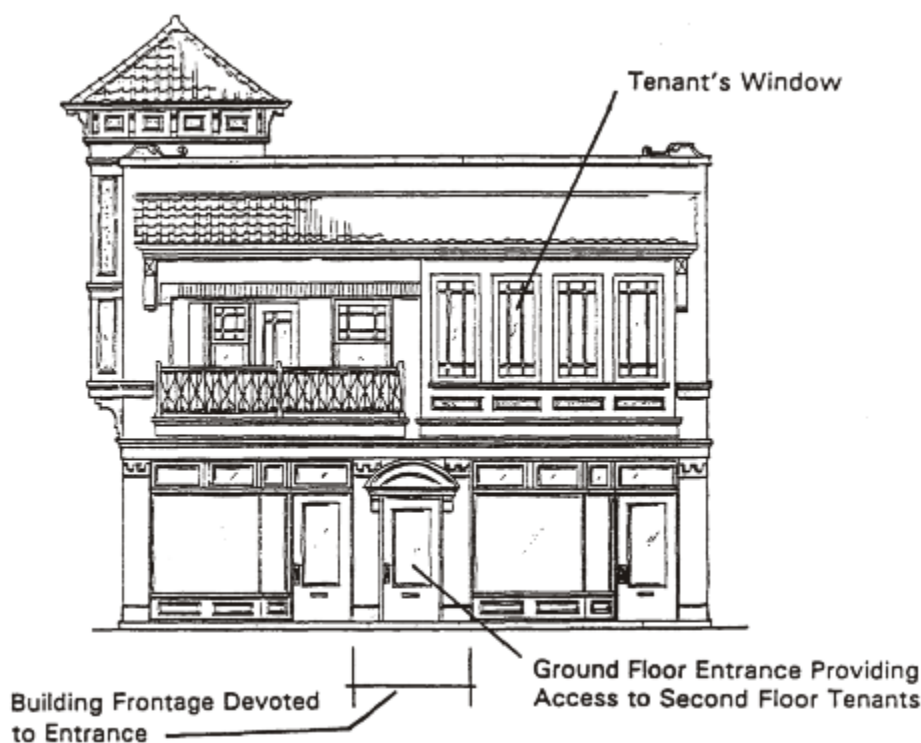 Tenant's Window
Ground Floor Entrance Providing
Access to Second Floor Tenants
Building Frontage Devoted
to Entrance